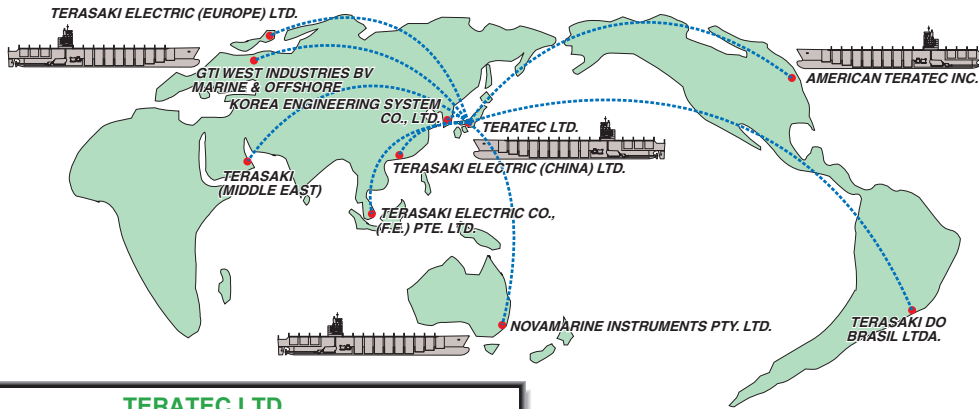 TERASAKI ELECTRIC (EUROPE) LTD.
GTI WEST INDUSTRIES BV
MARINE & OFFSHORE
KOREA ENGINEERING SYSTEM
CO., LTD.
AMERICAN TERATEC INC.
TERATEC LTD.
TERASAKI ELECTRIC (CHINA) LTD.
TERASAKI
(MIDDLE EAST)
TERASAKI ELECTRIC CO.,
(F.E.) PTE. LTD.
NOVAMARINE INSTRUMENTS PTY. LTD.
TERASAKI DO
BRASIL LTDA.
TERATEC LTD